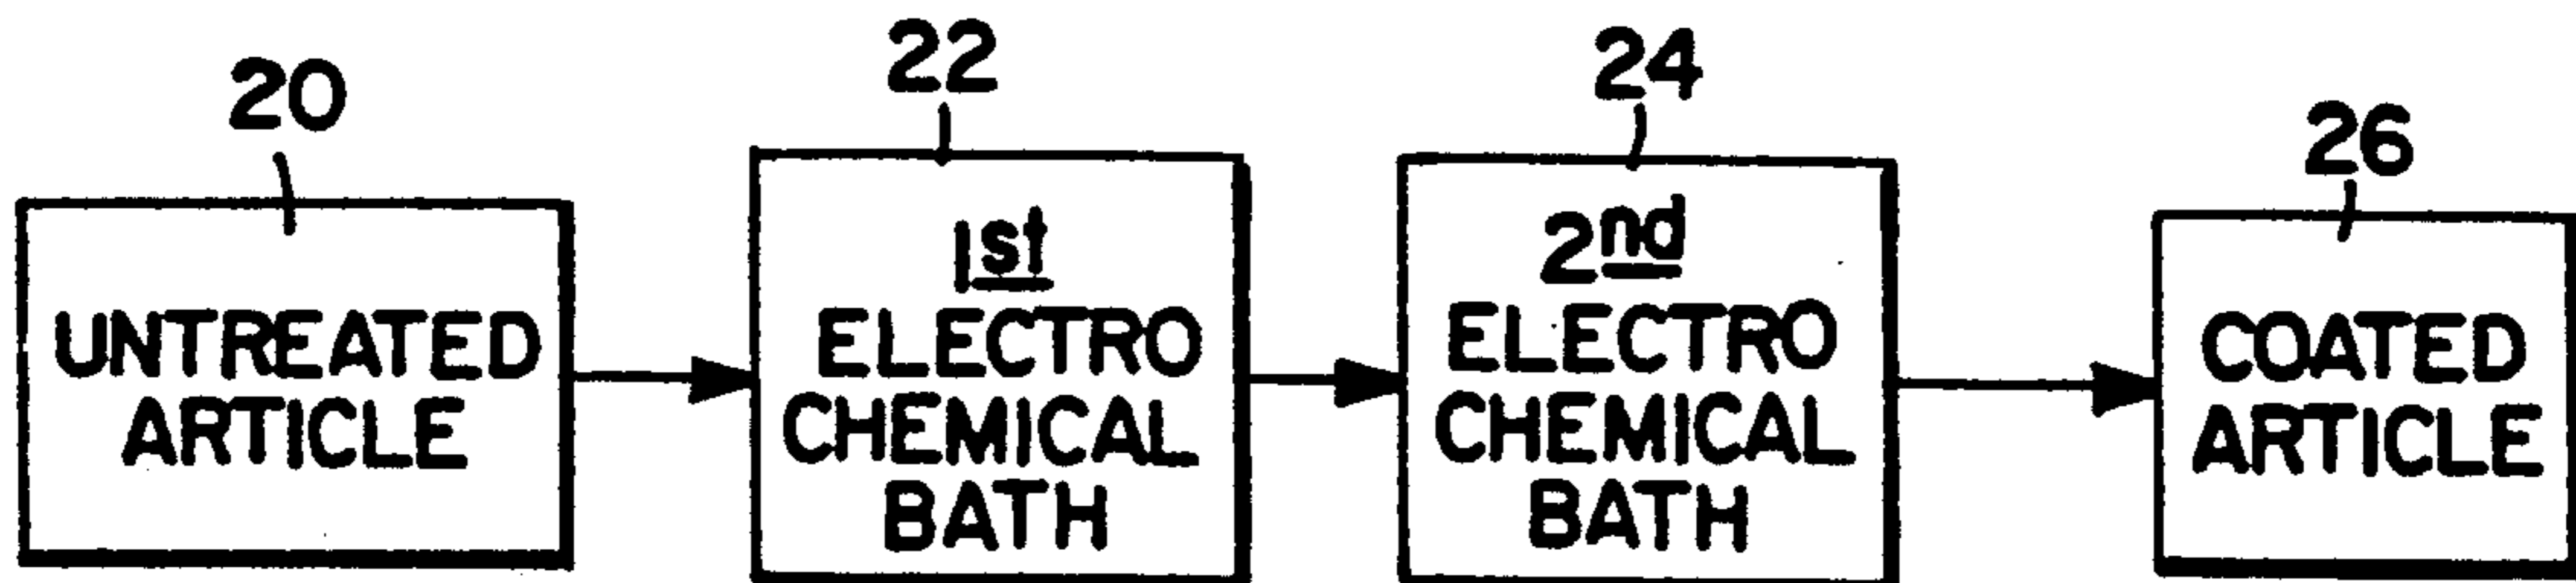 20
UNTREATED
ARTICLE
22
1st
ELECTRO
CHEMICAL
BATH
24
2nd
ELECTRO
CHEMICAL
BATH
26
COATED
ARTICLE